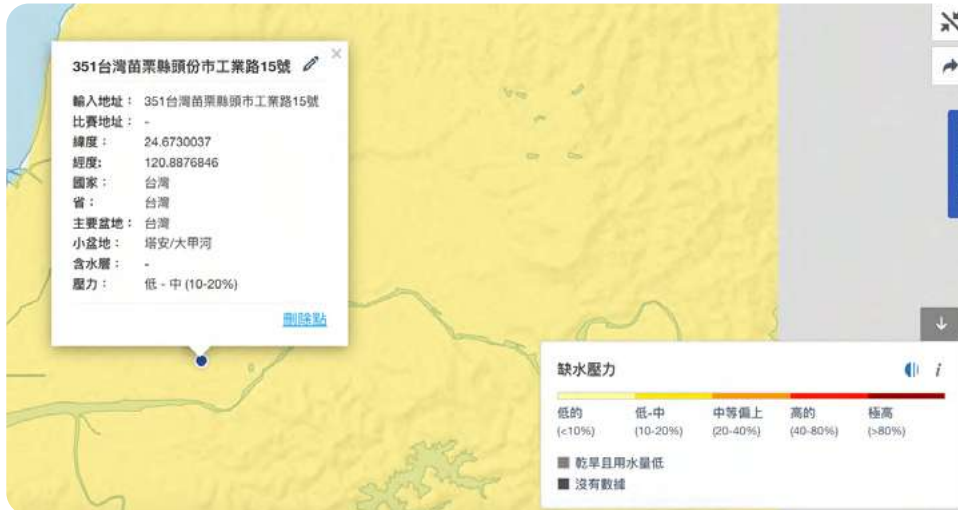 351台灣苗栗縣頭份市工業路15號
輸入地址： 351台灣苗栗縣頭市工業路15號
比賽地址： -
緯度： 24.6730037
經度: 120.8876846
國家： 台灣
省： 台灣
主要盆地： 台灣
小盆地： 塔安/大甲河
含水層： -
壓力： 低 - 中 (10-20%)
刪除點
缺水壓力
低的 低-中 中等偏上 高的 極高
(<10%) (10-20%) (20-40%) (40-80%) (>80%)
乾旱且用水量低
沒有數據